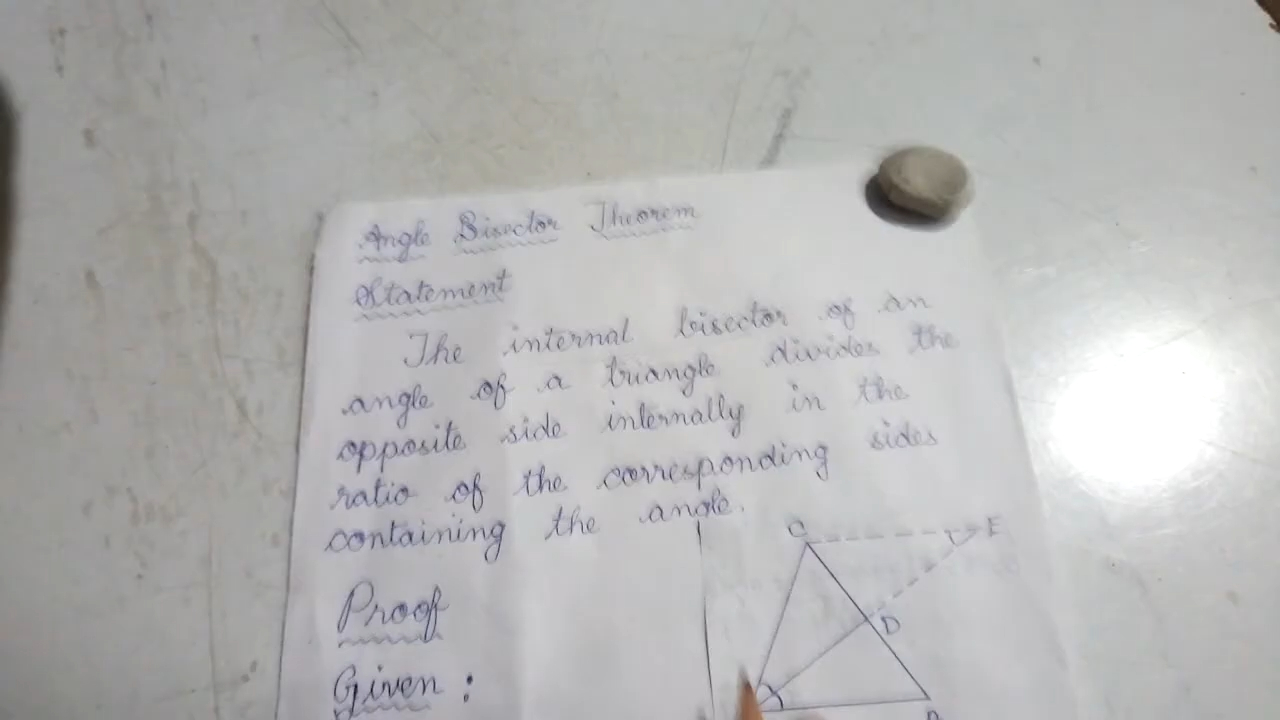 Angle Bisector Theorem
Statement
The internal bisector of an
angle of a triangle divides the
opposite side internally in the
ratio of the corresponding sides
containing the angle.
C
E
D
Proof
Given :